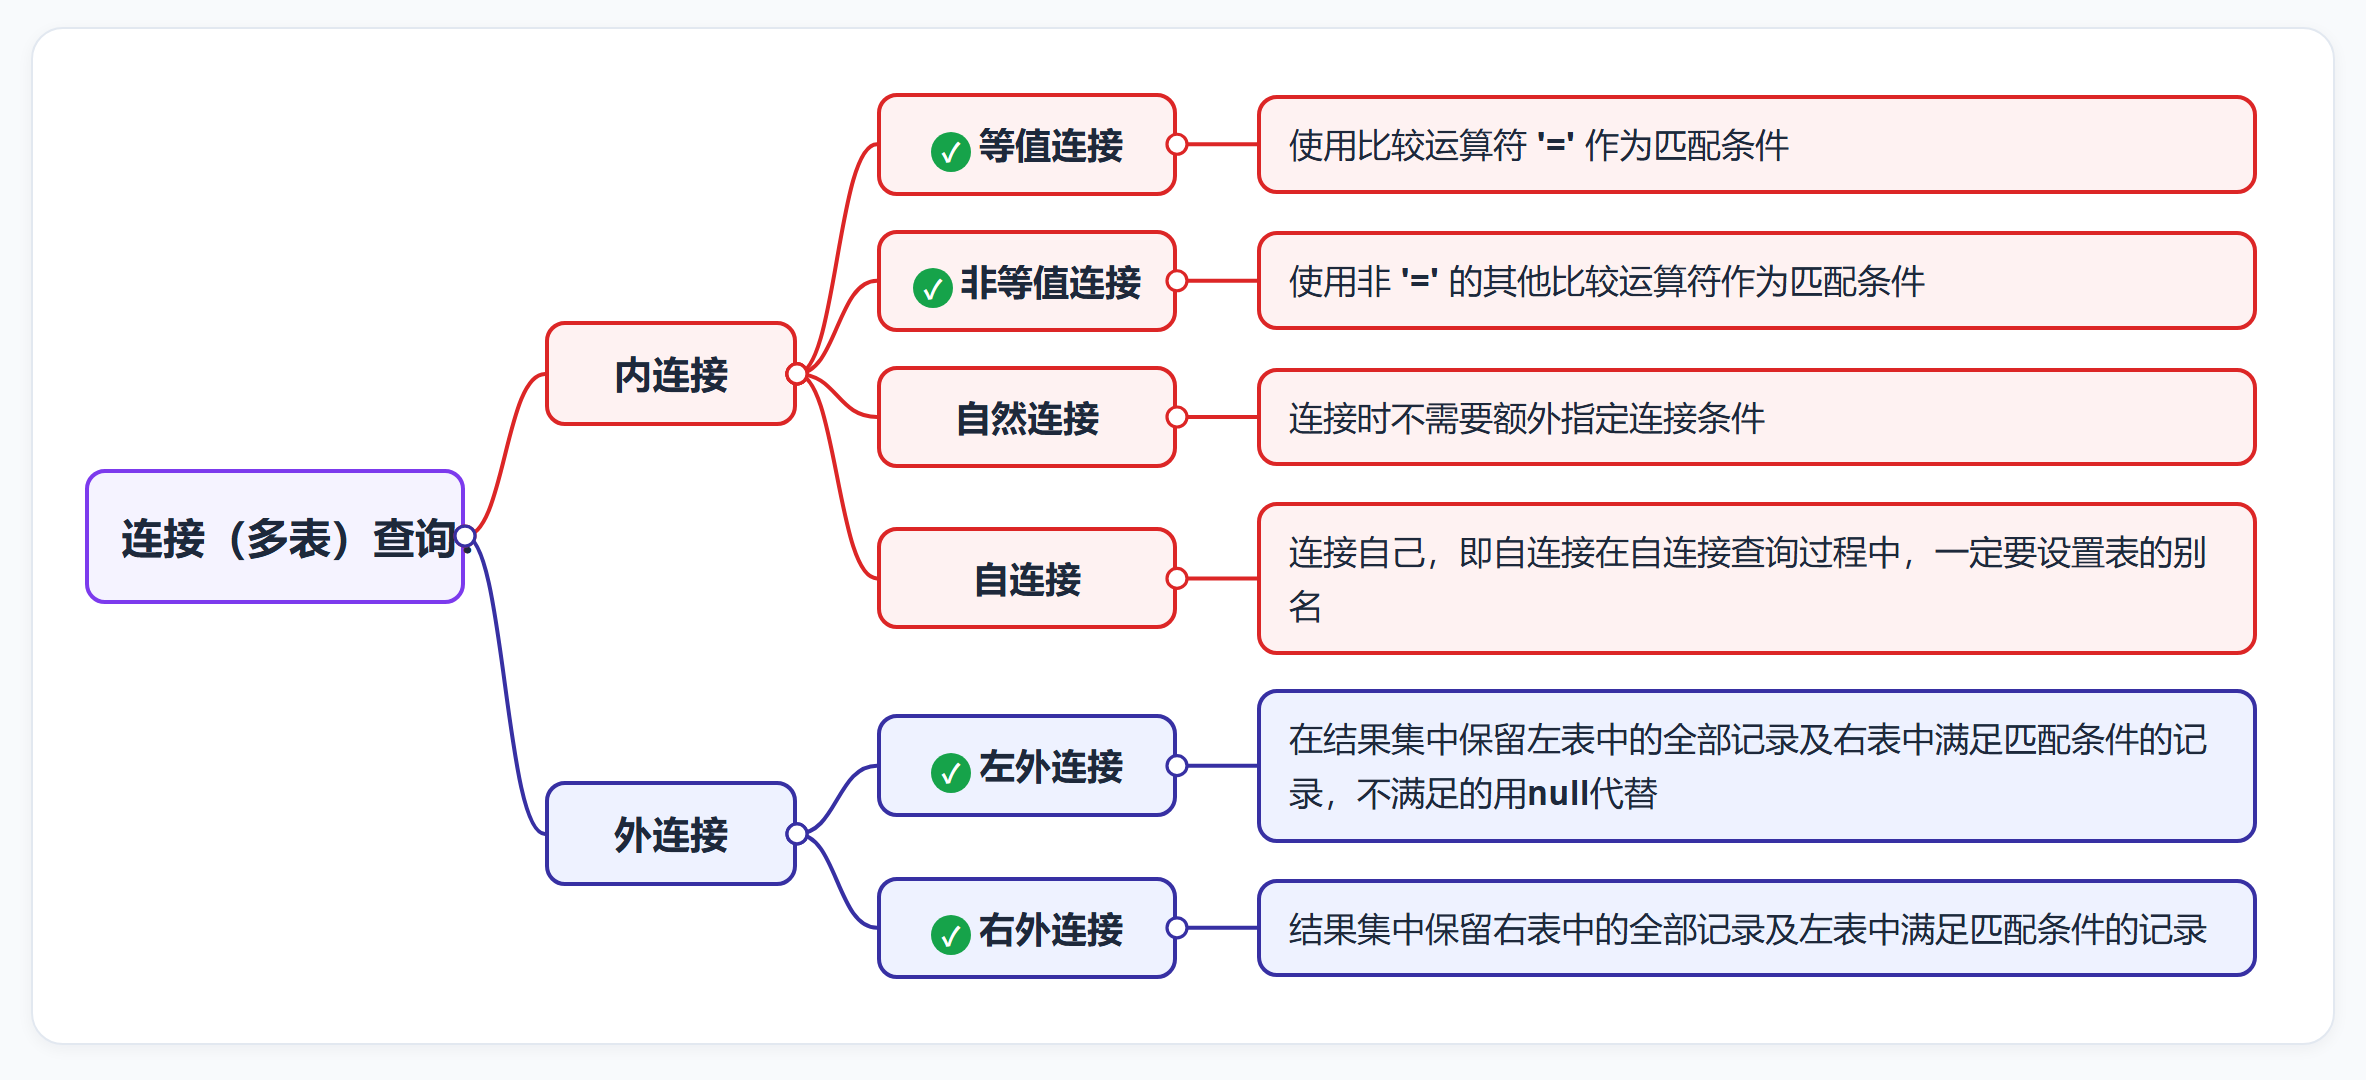 连接（多表）查询
内连接
✓ 等值连接
使用比较运算符 '=' 作为匹配条件
✓ 非等值连接
使用非 '=' 的其他比较运算符作为匹配条件
自然连接
连接时不需要额外指定连接条件
自连接
连接自己，即自连接在自连接查询过程中，一定要设置表的别
名
外连接
✓ 左外连接
在结果集中保留左表中的全部记录及右表中满足匹配条件的记
录，不满足的用null代替
✓ 右外连接
结果集中保留右表中的全部记录及左表中满足匹配条件的记录